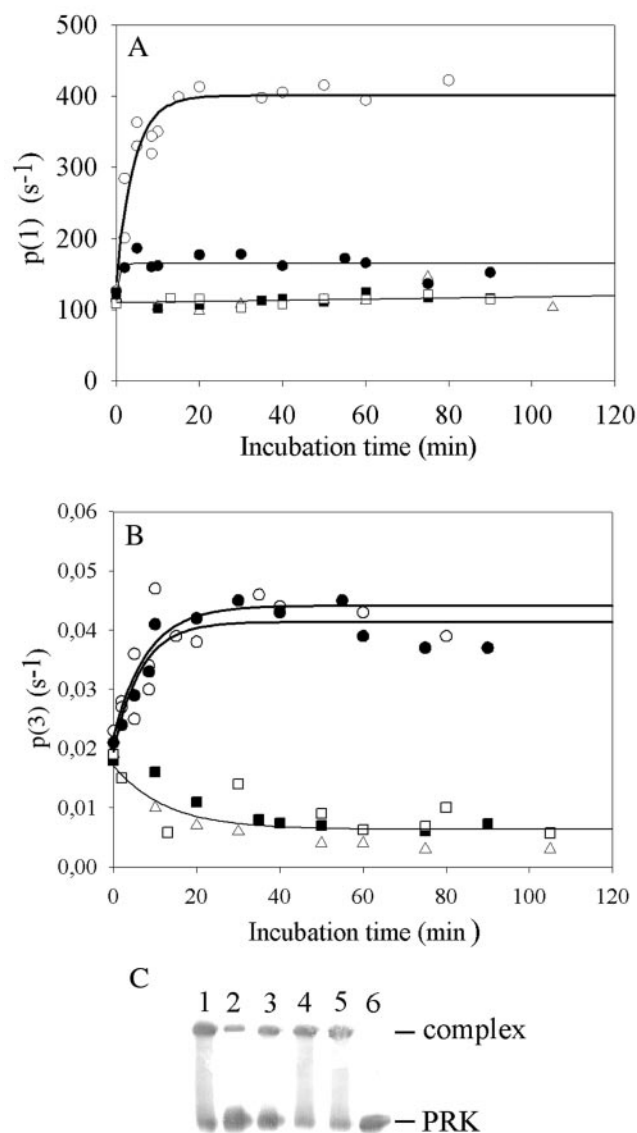 A
500
400
300
200
100
0
p(1) (s-1)
0 20 40 60 80 100 120
Incubation time (min)
B
0,06
0,05
0,04
0,03
0,02
0,01
0,00
p(3) (s-1)
0 20 40 60 80 100 120
Incubation time (min )
C
1 2 3 4 5 6
– complex
– PRK